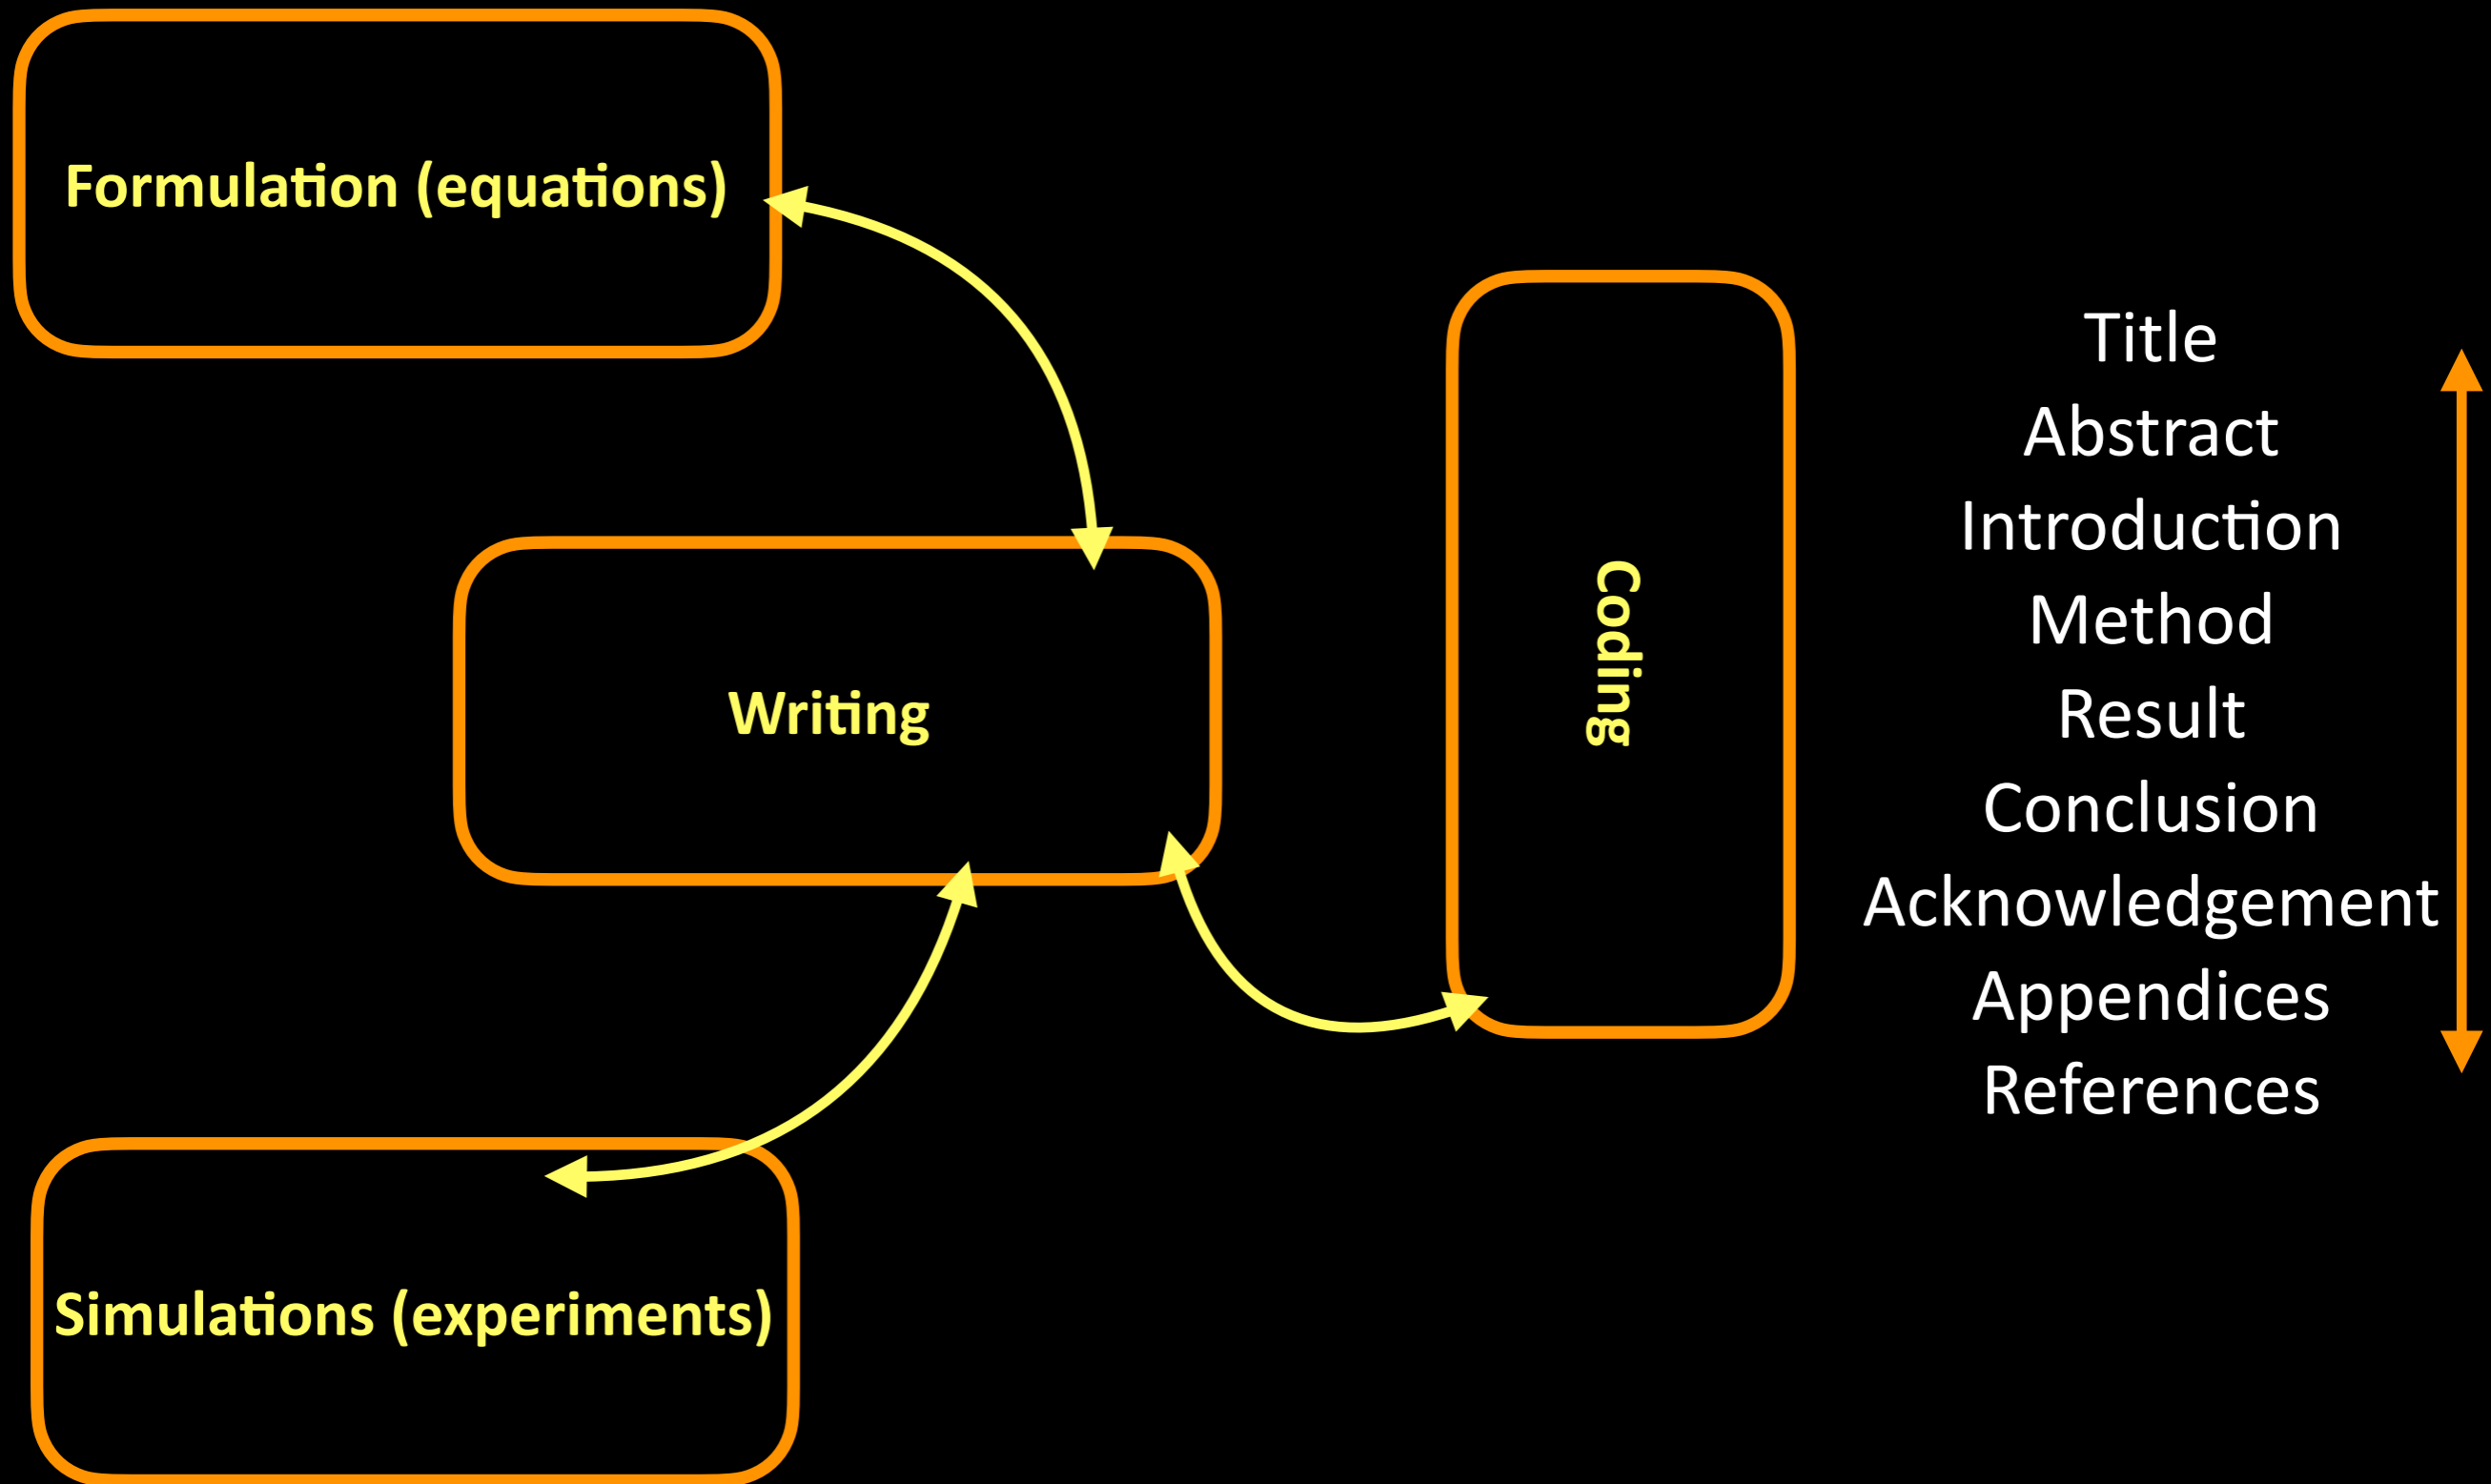 Formulation (equations)
Writing
Simulations (experiments)
Coding
Title
Abstract
Introduction
Method
Result
Conclusion
Acknowledgement
Appendices
References